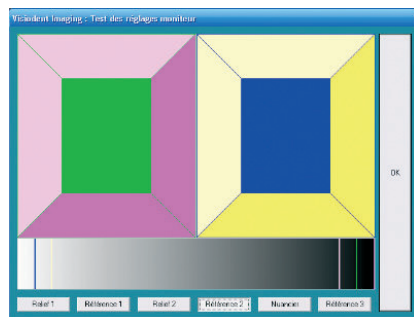 Visiodent Imaging : Test des réglages moniteur
OK
Relief 1 Référence 1 Relief 2 Référence 2 Nuancier Référence 3